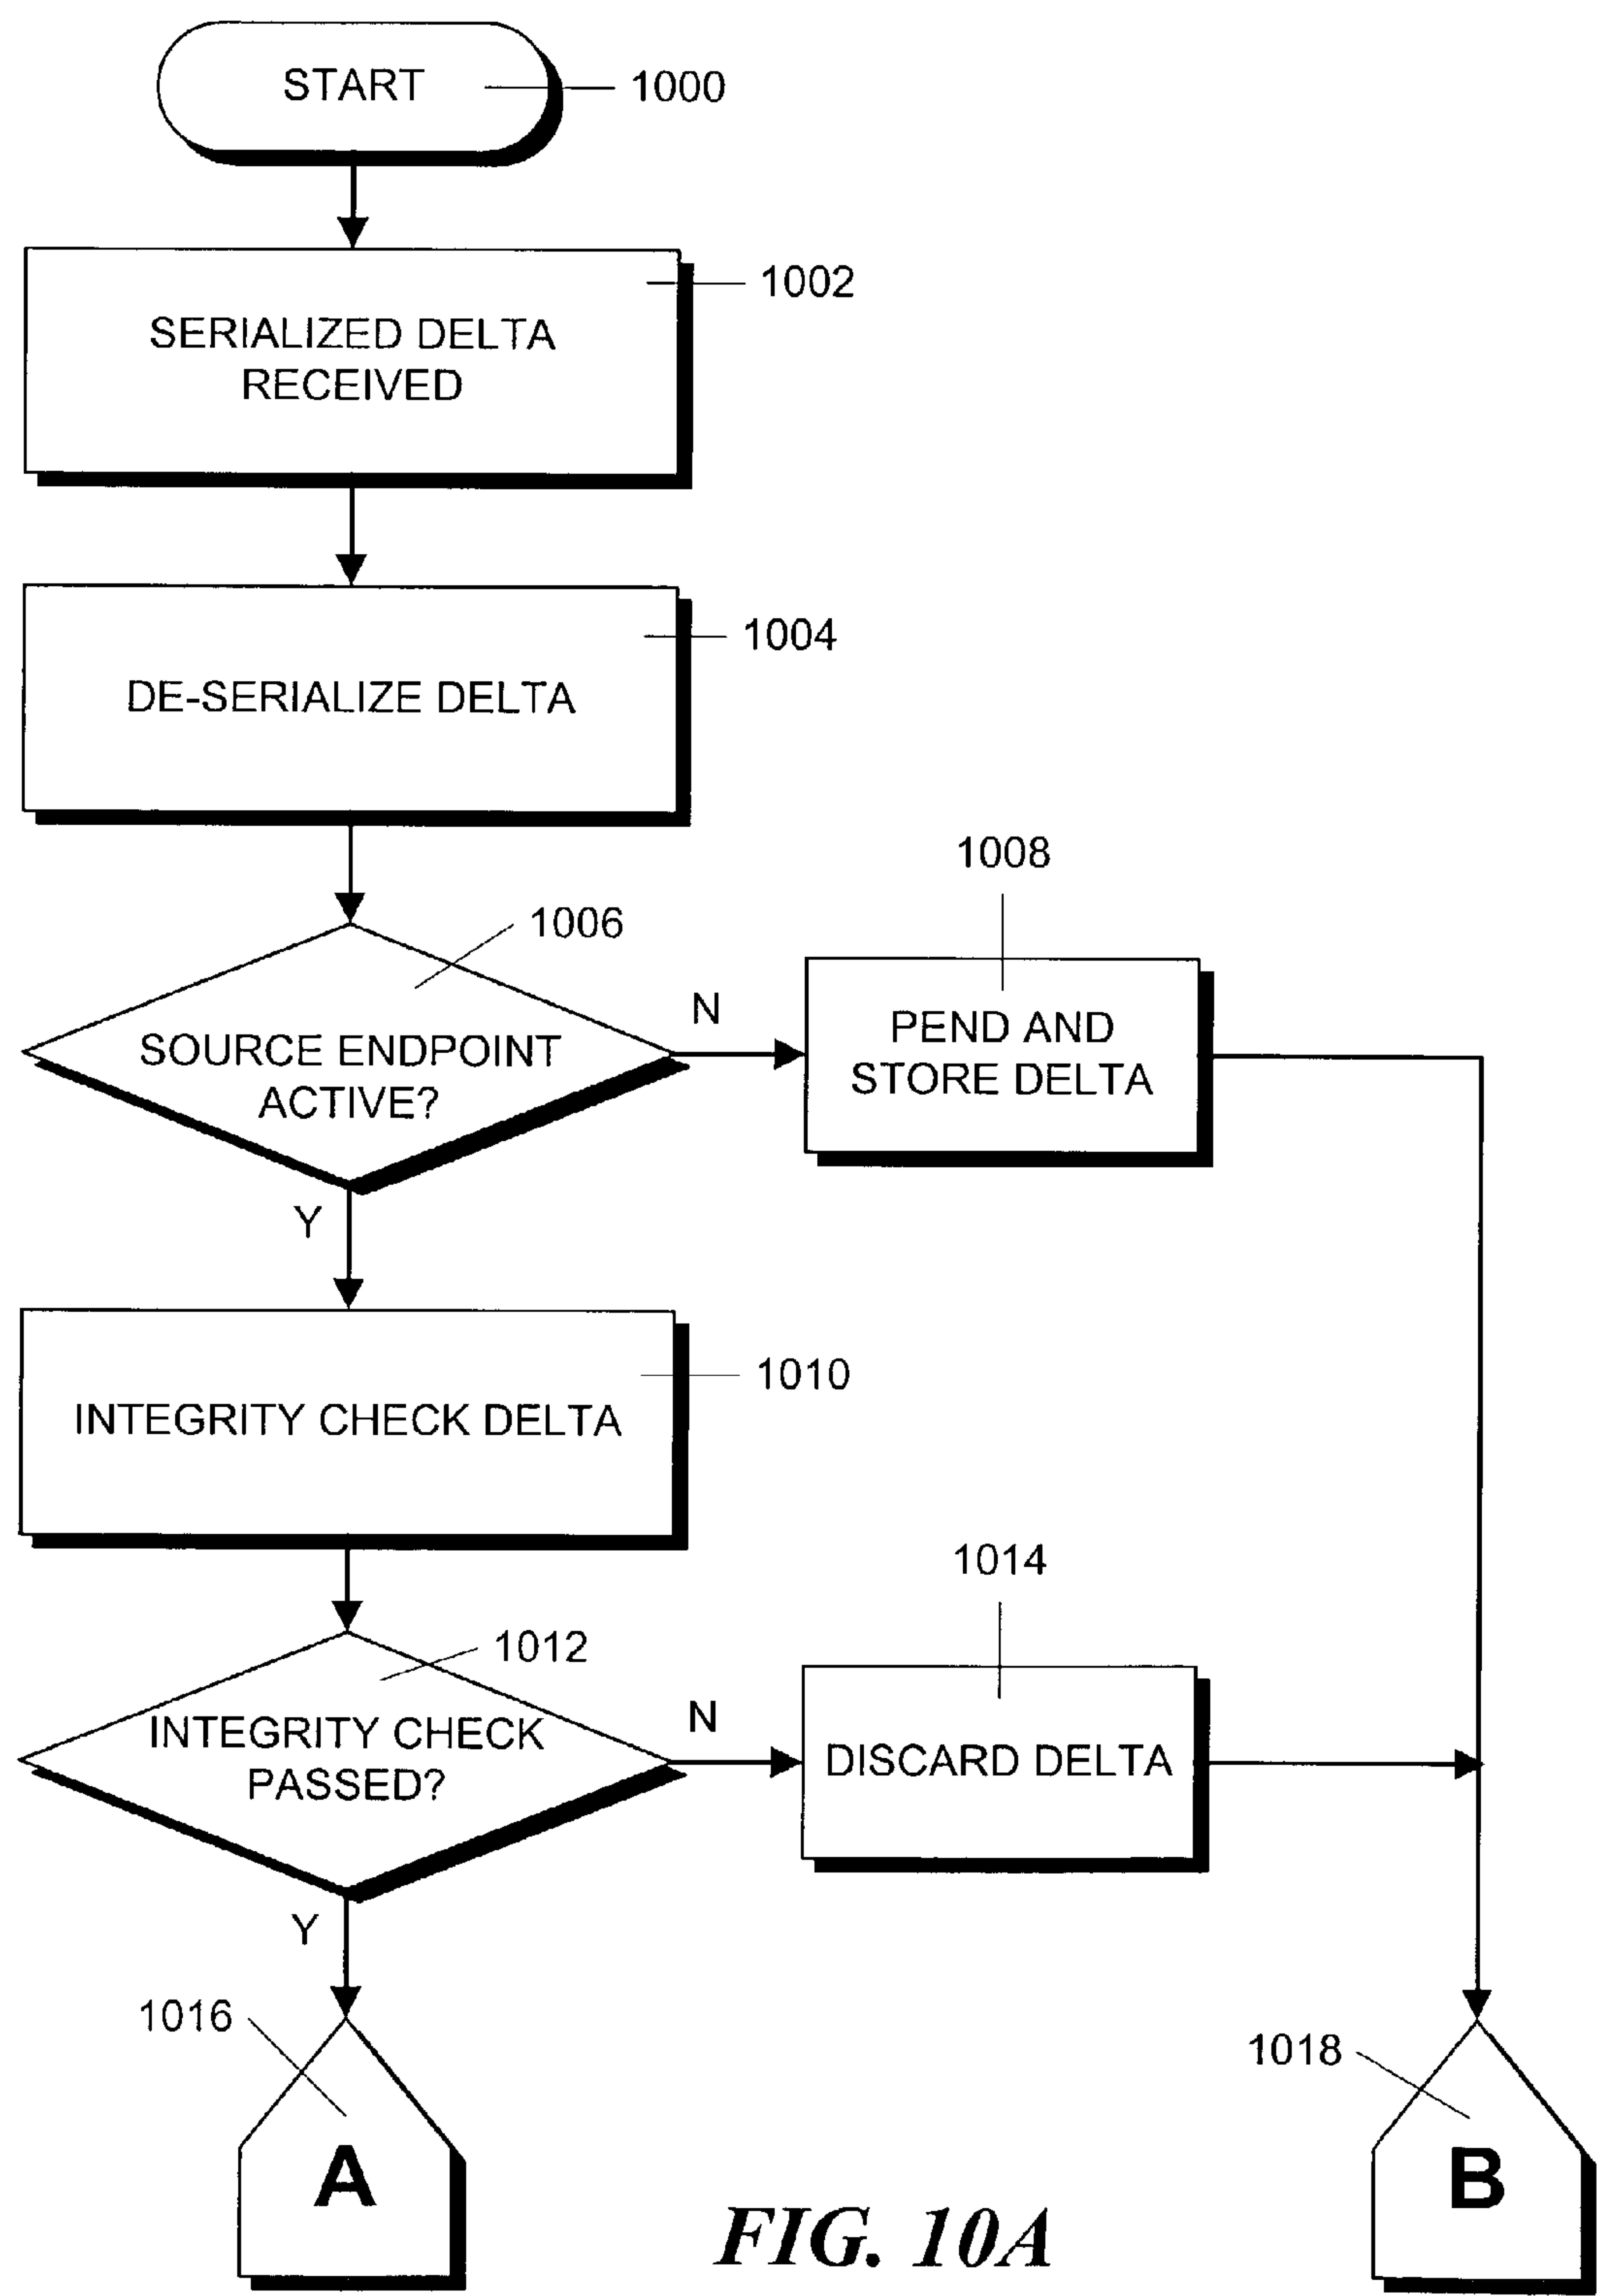 START
1000
1002
SERIALIZED DELTA
RECEIVED
1004
DE-SERIALIZE DELTA
1008
1006
N
PEND AND
STORE DELTA
SOURCE ENDPOINT
ACTIVE?
Y
1010
INTEGRITY CHECK DELTA
1014
1012
N
INTEGRITY CHECK
PASSED?
DISCARD DELTA
Y
1016
1018
A
B
FIG. 10A